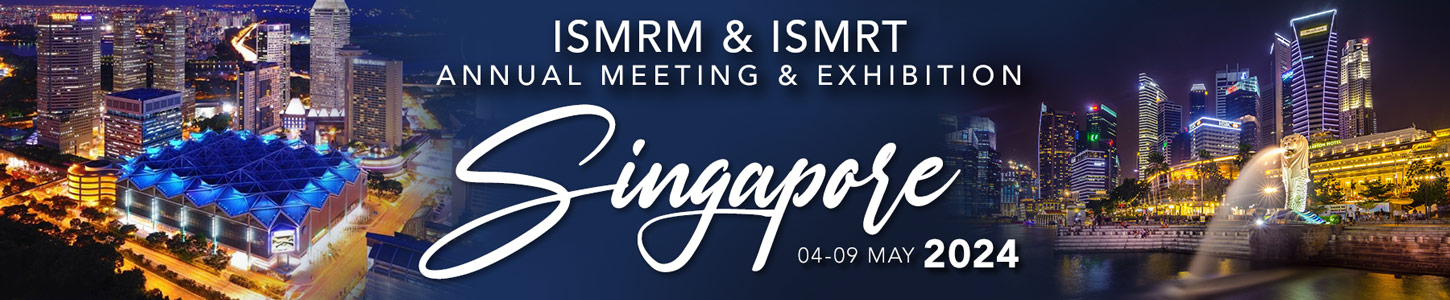 ISMRM & ISMRT
ANNUAL MEETING & EXHIBITION
Singapore
04-09 MAY 2024